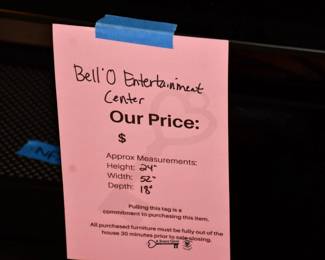 Bell'O Entertainment
Center
Our Price:
$
Approx Measurements:
Height: 24"
Width: 52"
Depth: 18"
Pulling this tag is a
commitment to purchasing this item.
All purchased furniture must be fully out of the
house 30 minutes prior to sale closing.